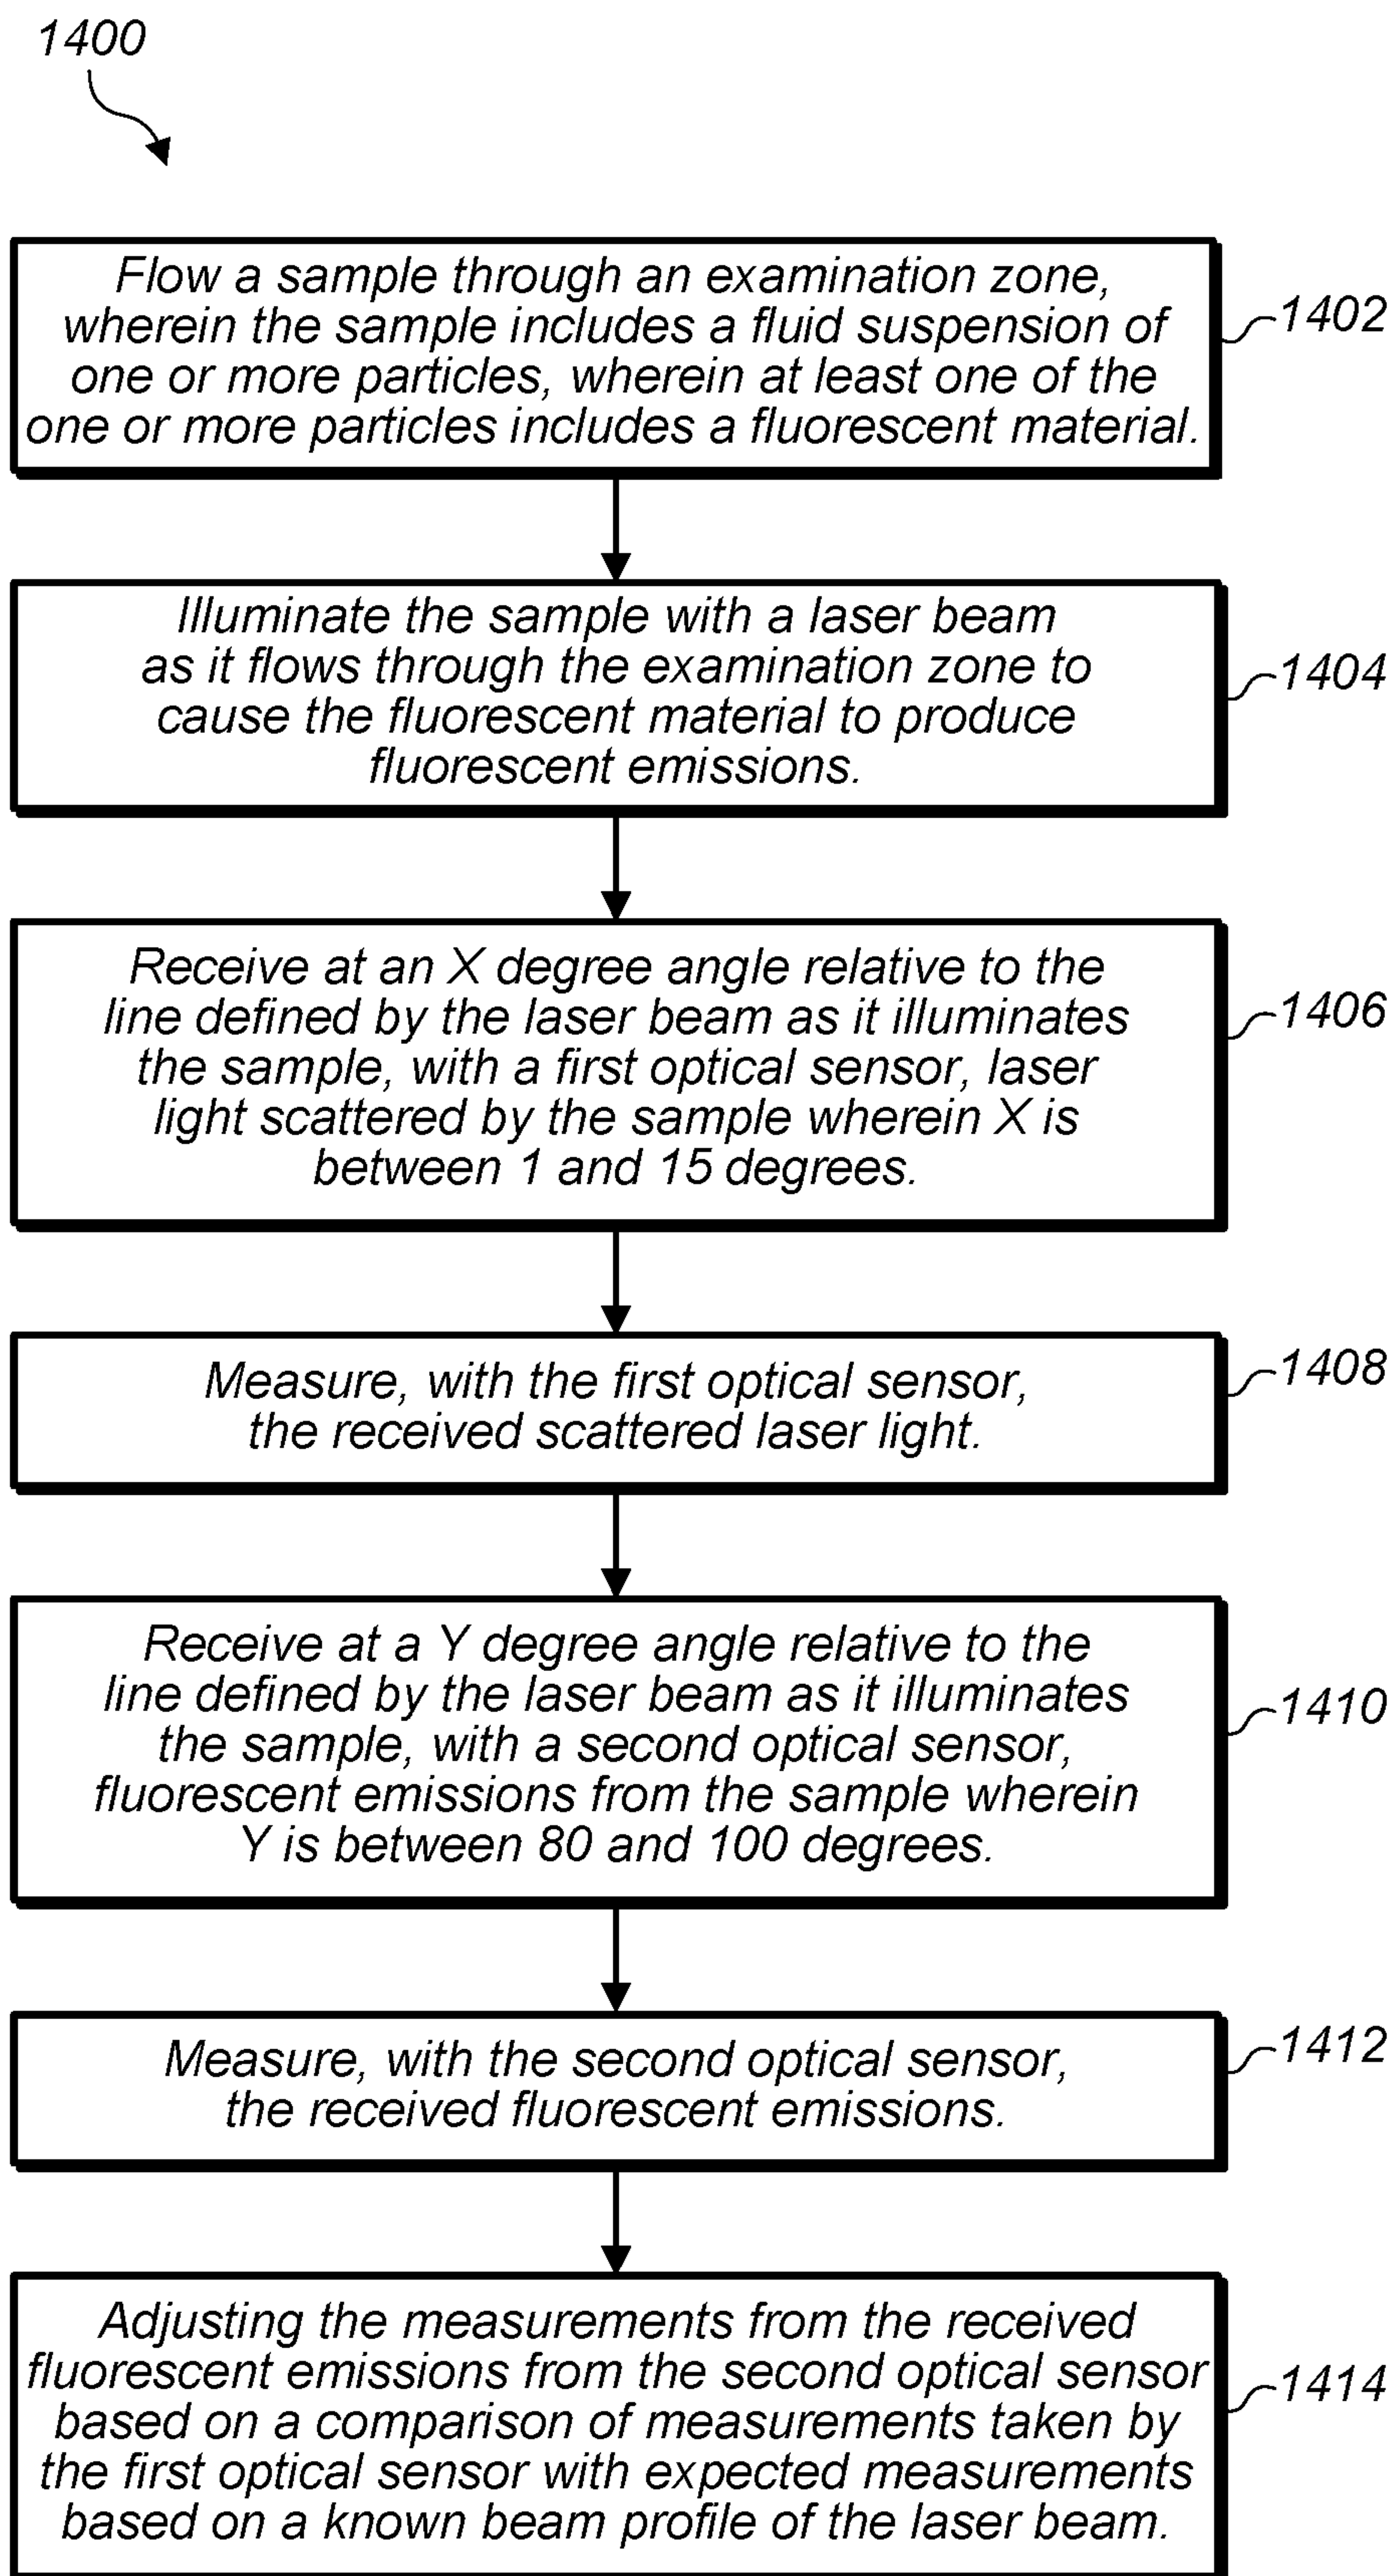 1400
Flow a sample through an examination zone,
wherein the sample includes a fluid suspension of
one or more particles, wherein at least one of the
one or more particles includes a fluorescent material.
1402
Illuminate the sample with a laser beam
as it flows through the examination zone to
cause the fluorescent material to produce
fluorescent emissions.
1404
Receive at an X degree angle relative to the
line defined by the laser beam as it illuminates
the sample, with a first optical sensor, laser
light scattered by the sample wherein X is
between 1 and 15 degrees.
1406
Measure, with the first optical sensor,
the received scattered laser light.
1408
Receive at a Y degree angle relative to the
line defined by the laser beam as it illuminates
the sample, with a second optical sensor,
fluorescent emissions from the sample wherein
Y is between 80 and 100 degrees.
1410
Measure, with the second optical sensor,
the received fluorescent emissions.
1412
Adjusting the measurements from the received
fluorescent emissions from the second optical sensor
based on a comparison of measurements taken by
the first optical sensor with expected measurements
based on a known beam profile of the laser beam.
1414